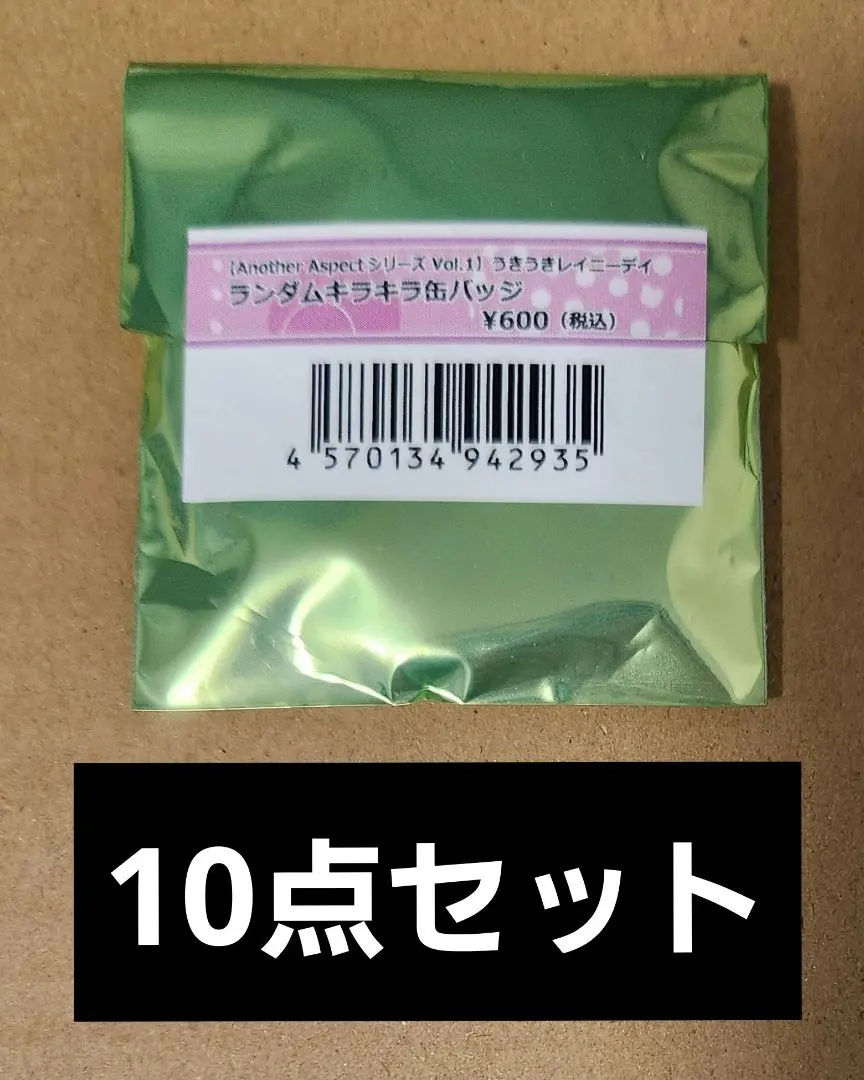 【Another Aspectシリーズ Vol.1】うきうきレイニーデイ
ランダムキラキラ缶バッジ
¥600（税込）
4 570134 942935
10点セット